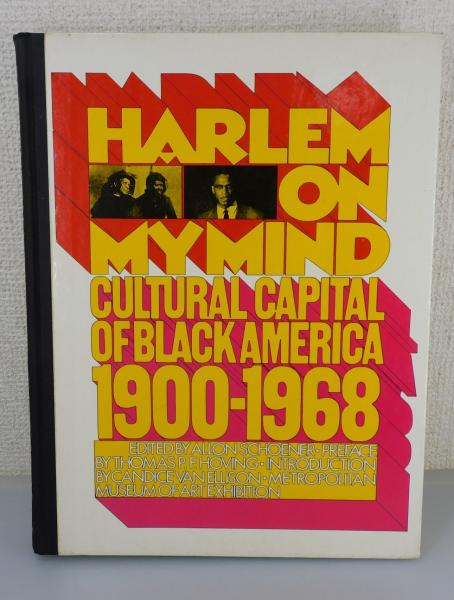 HARLEM
ON
MY MIND
CULTURAL CAPITAL
OF BLACK AMERICA
1900-1968
EDITED BY ALLON SCHOENER · PREFACE
BY THOMAS P. F. HOVING · INTRODUCTION
BY CANDICE VAN ELLISON · METROPOLITAN
MUSEUM OF ART EXHIBITION